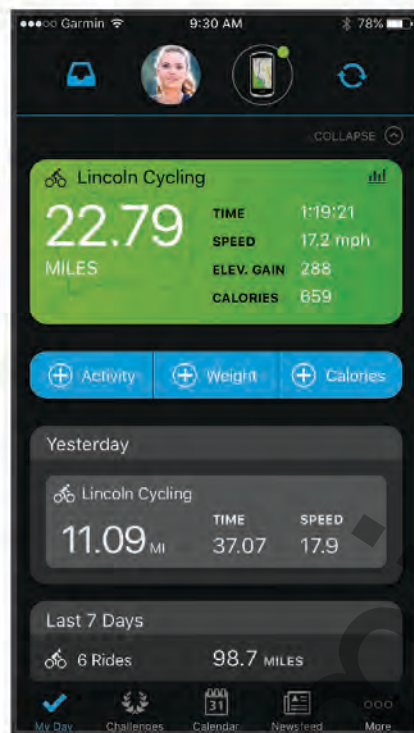 Garmin 9:30 AM 78%
COLLAPSE
Lincoln Cycling
22.79
MILES
TIME 1:19:21
SPEED 17.2 mph
ELEV. GAIN 288
CALORIES 659
Activity Weight Calories
Yesterday
Lincoln Cycling
11.09 MI
TIME SPEED
37.07 17.9
Last 7 Days
6 Rides 98.7 MILES
31
My Day Challenges Calendar Newsfeed More